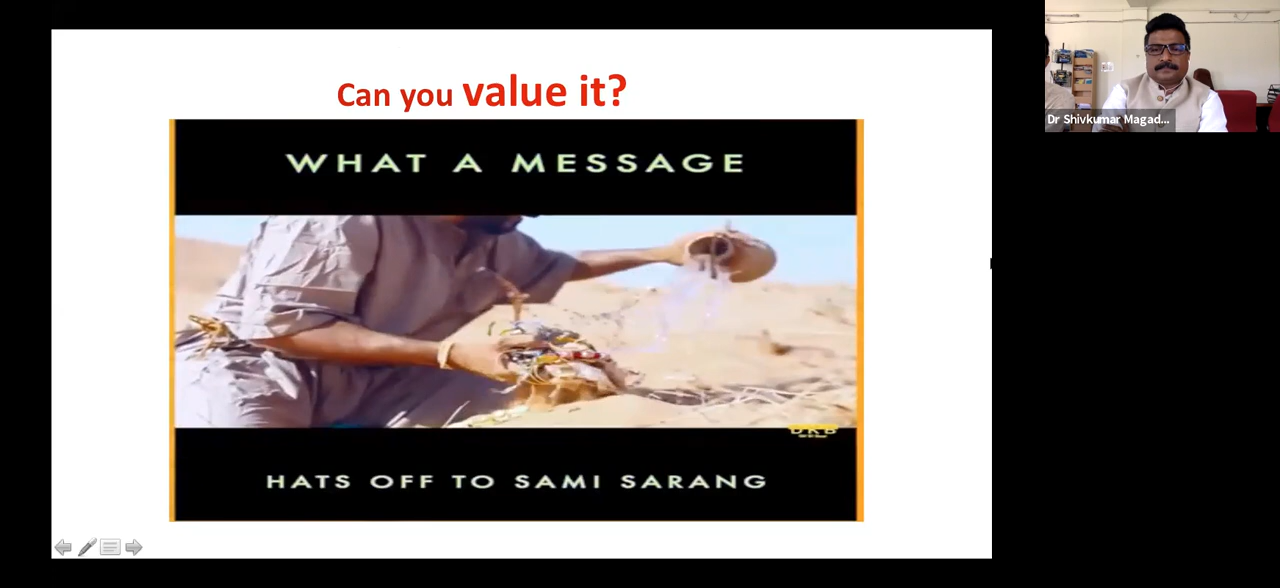 Can you value it?
WHAT A MESSAGE
HATS OFF TO SAMI SARANG
Dr Shivkumar Magad...